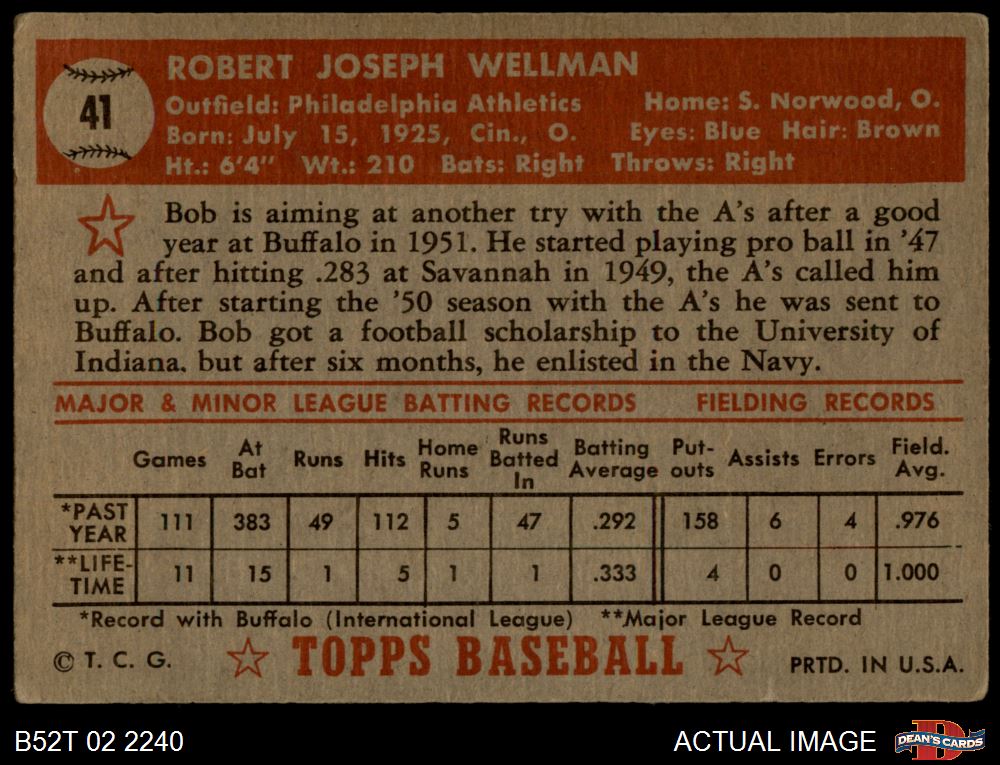 41
ROBERT JOSEPH WELLMAN
Outfield: Philadelphia Athletics Home: S. Norwood, O.
Born: July 15, 1925, Cin., O. Eyes: Blue Hair: Brown
Ht.: 6'4" Wt.: 210 Bats: Right Throws: Right
Bob is aiming at another try with the A's after a good
year at Buffalo in 1951. He started playing pro ball in '47
and after hitting .283 at Savannah in 1949, the A's called him
up. After starting the '50 season with the A's he was sent to
Buffalo. Bob got a football scholarship to the University of
Indiana. but after six months, he enlisted in the Navy.
MAJOR & MINOR LEAGUE BATTING RECORDS FIELDING RECORDS
Games At Bat Runs Hits Home Runs Runs Batted In Batting Average Put-outs Assists Errors Field. Avg.
*PAST YEAR 111 383 49 112 5 47 .292 158 6 4 .976
**LIFE-TIME 11 15 1 5 1 1 .333 4 0 0 1.000
*Record with Buffalo (International League) **Major League Record
© T. C. G. TOPPS BASEBALL PRTD. IN U.S.A.
B52T 02 2240 ACTUAL IMAGE DEAN'S CARDS